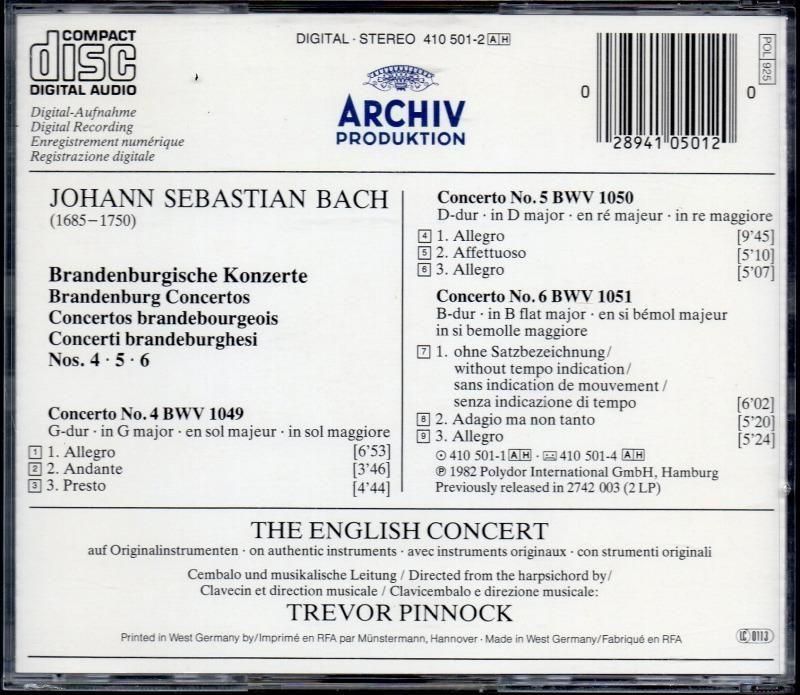 COMPACT
disc
DIGITAL AUDIO
Digital-Aufnahme
Digital Recording
Enregistrement numérique
Registrazione digitale
DIGITAL · STEREO 410 501-2 AH
ARCHIV
PRODUKTION
POL 925
0 28941 05012 0
JOHANN SEBASTIAN BACH
(1685–1750)
Brandenburgische Konzerte
Brandenburg Concertos
Concertos brandebourgeois
Concerti brandeburghesi
Nos. 4 · 5 · 6
Concerto No. 4 BWV 1049
G-dur · in G major · en sol majeur · in sol maggiore
1 1. Allegro [6'53]
2 2. Andante [3'46]
3 3. Presto [4'44]
Concerto No. 5 BWV 1050
D-dur · in D major · en ré majeur · in re maggiore
4 1. Allegro [9'45]
5 2. Affettuoso [5'10]
6 3. Allegro [5'07]
Concerto No. 6 BWV 1051
B-dur · in B flat major · en si bémol majeur
in si bemolle maggiore
7 1. ohne Satzbezeichnung/
without tempo indication/
sans indication de mouvement/
senza indicazione di tempo [6'02]
8 2. Adagio ma non tanto [5'20]
9 3. Allegro [5'24]
410 501-1 AH · 410 501-4 AH
℗ 1982 Polydor International GmbH, Hamburg
Previously released in 2742 003 (2 LP)
THE ENGLISH CONCERT
auf Originalinstrumenten · on authentic instruments · avec instruments originaux · con strumenti originali
Cembalo und musikalische Leitung / Directed from the harpsichord by/
Clavecin et direction musicale / Clavicembalo e direzione musicale:
TREVOR PINNOCK
Printed in West Germany by/Imprimé en RFA par Münstermann, Hannover · Made in West Germany/Fabriqué en RFA
LC 0113